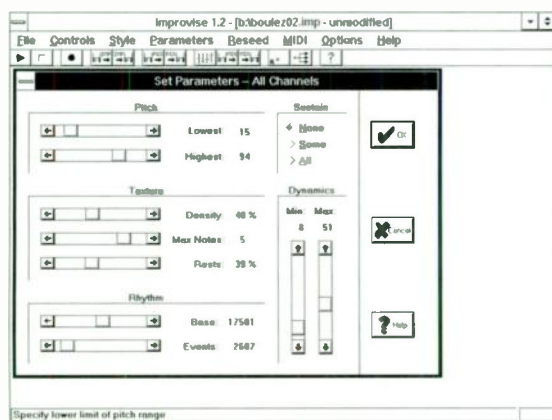 Improvise 1.2 - [b:\boulez02.imp - unmodified]
File Controls Style Parameters Reseed MIDI Options Help
Set Parameters – All Channels
Pitch
Lowest 15
Highest 94
Sustain
None
Some
All
Ok
Texture
Density 40 %
Max Notes 5
Rests 39 %
Dynamics
Min Max
8 51
Cancel
Rhythm
Base 17501
Events 2607
Help
Specify lower limit of pitch range